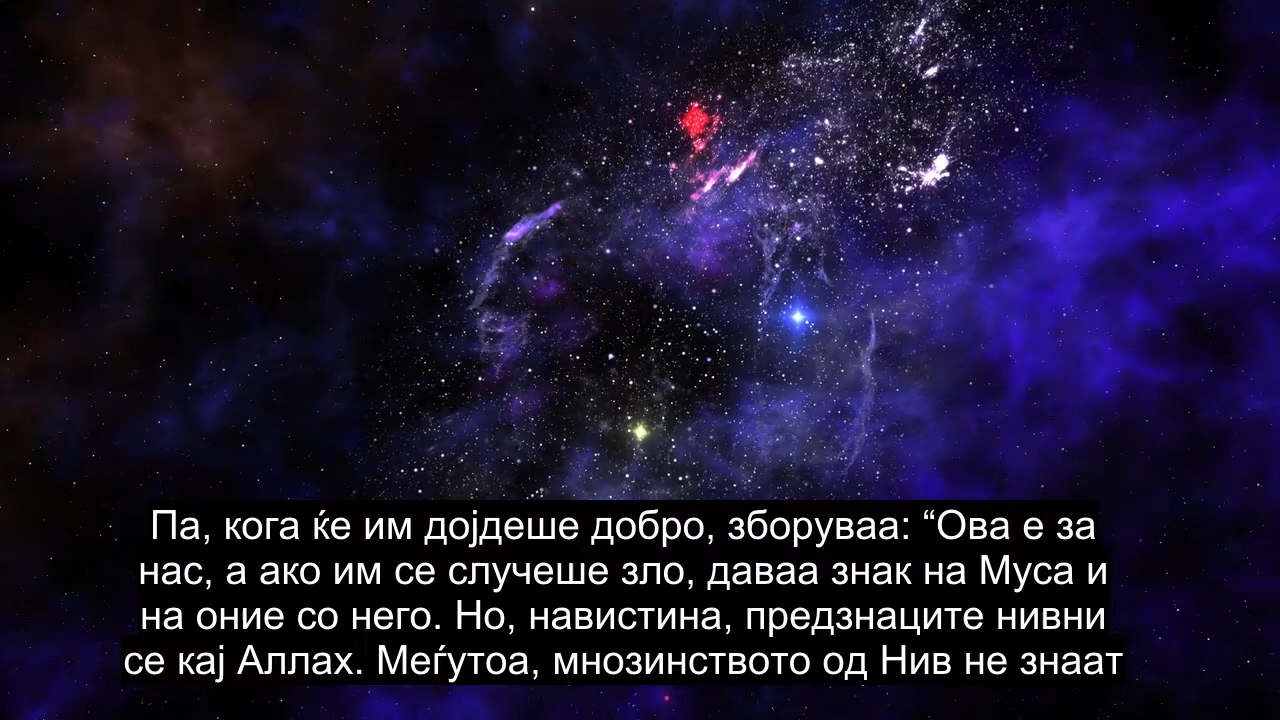 Па, кога ќе им дојдеше добро, зборуваа: “Ова е за
нас, а ако им се случеше зло, даваа знак на Муса и
на оние со него. Но, навистина, предзнаците нивни
се кај Аллах. Меѓутоа, мнозинството од Нив не знаат